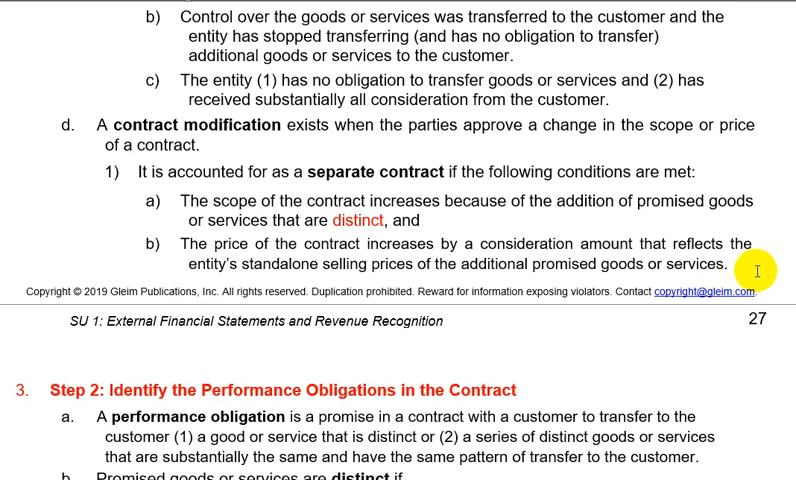 b) Control over the goods or services was transferred to the customer and the
entity has stopped transferring (and has no obligation to transfer)
additional goods or services to the customer.
c) The entity (1) has no obligation to transfer goods or services and (2) has
received substantially all consideration from the customer.
d. A contract modification exists when the parties approve a change in the scope or price
of a contract.
1) It is accounted for as a separate contract if the following conditions are met:
a) The scope of the contract increases because of the addition of promised goods
or services that are distinct, and
b) The price of the contract increases by a consideration amount that reflects the
entity's standalone selling prices of the additional promised goods or services.
Copyright © 2019 Gleim Publications, Inc. All rights reserved. Duplication prohibited. Reward for information exposing violators. Contact copyright@gleim.com.
SU 1: External Financial Statements and Revenue Recognition 27
3. Step 2: Identify the Performance Obligations in the Contract
a. A performance obligation is a promise in a contract with a customer to transfer to the
customer (1) a good or service that is distinct or (2) a series of distinct goods or services
that are substantially the same and have the same pattern of transfer to the customer.
b. Promised goods or services are distinct if